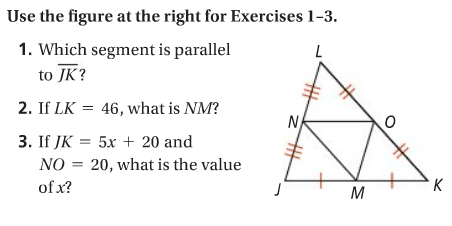 Use the figure at the right for Exercises 1–3.
1. Which segment is parallel
to JK?
2. If LK = 46, what is NM?
3. If JK = 5x + 20 and
NO = 20, what is the value
of x?
L
N
O
J
M
K